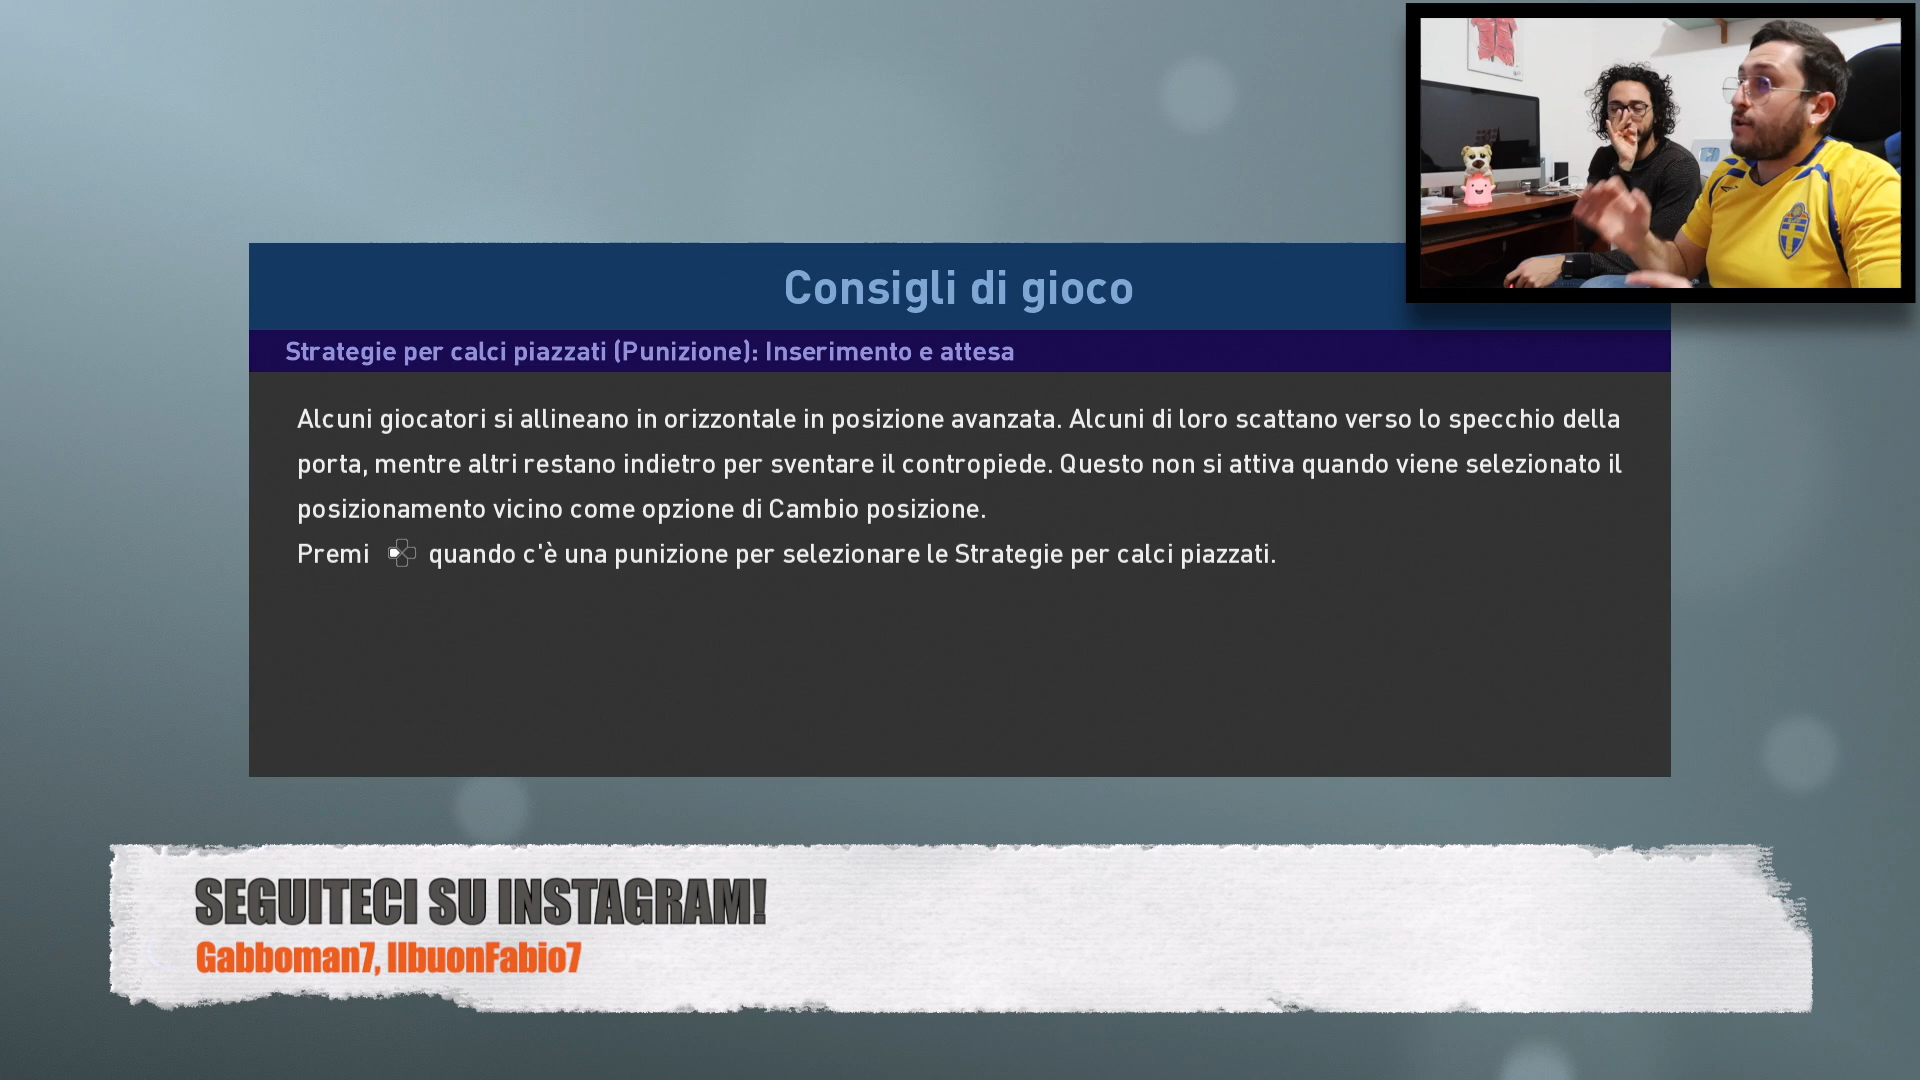 Consigli di gioco
Strategie per calci piazzati (Punizione): Inserimento e attesa
Alcuni giocatori si allineano in orizzontale in posizione avanzata. Alcuni di loro scattano verso lo specchio della
porta, mentre altri restano indietro per sventare il contropiede. Questo non si attiva quando viene selezionato il
posizionamento vicino come opzione di Cambio posizione.
Premi quando c'è una punizione per selezionare le Strategie per calci piazzati.
SEGUITECI SU INSTAGRAM!
Gabboman7, IlbuonFabio7